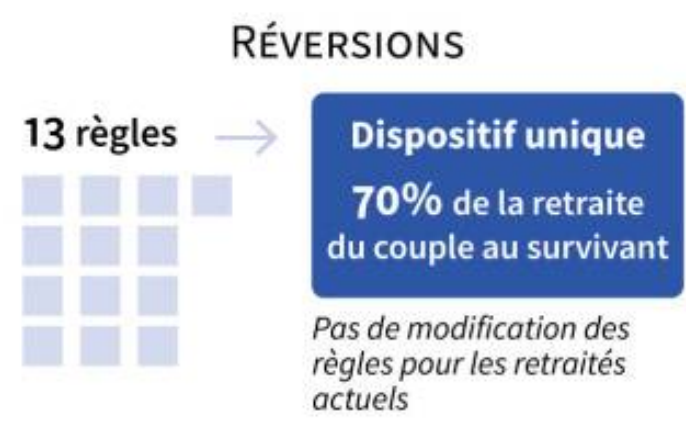 RÉVERSIONS
13 règles
Dispositif unique
70% de la retraite
du couple au survivant
Pas de modification des
règles pour les retraités
actuels